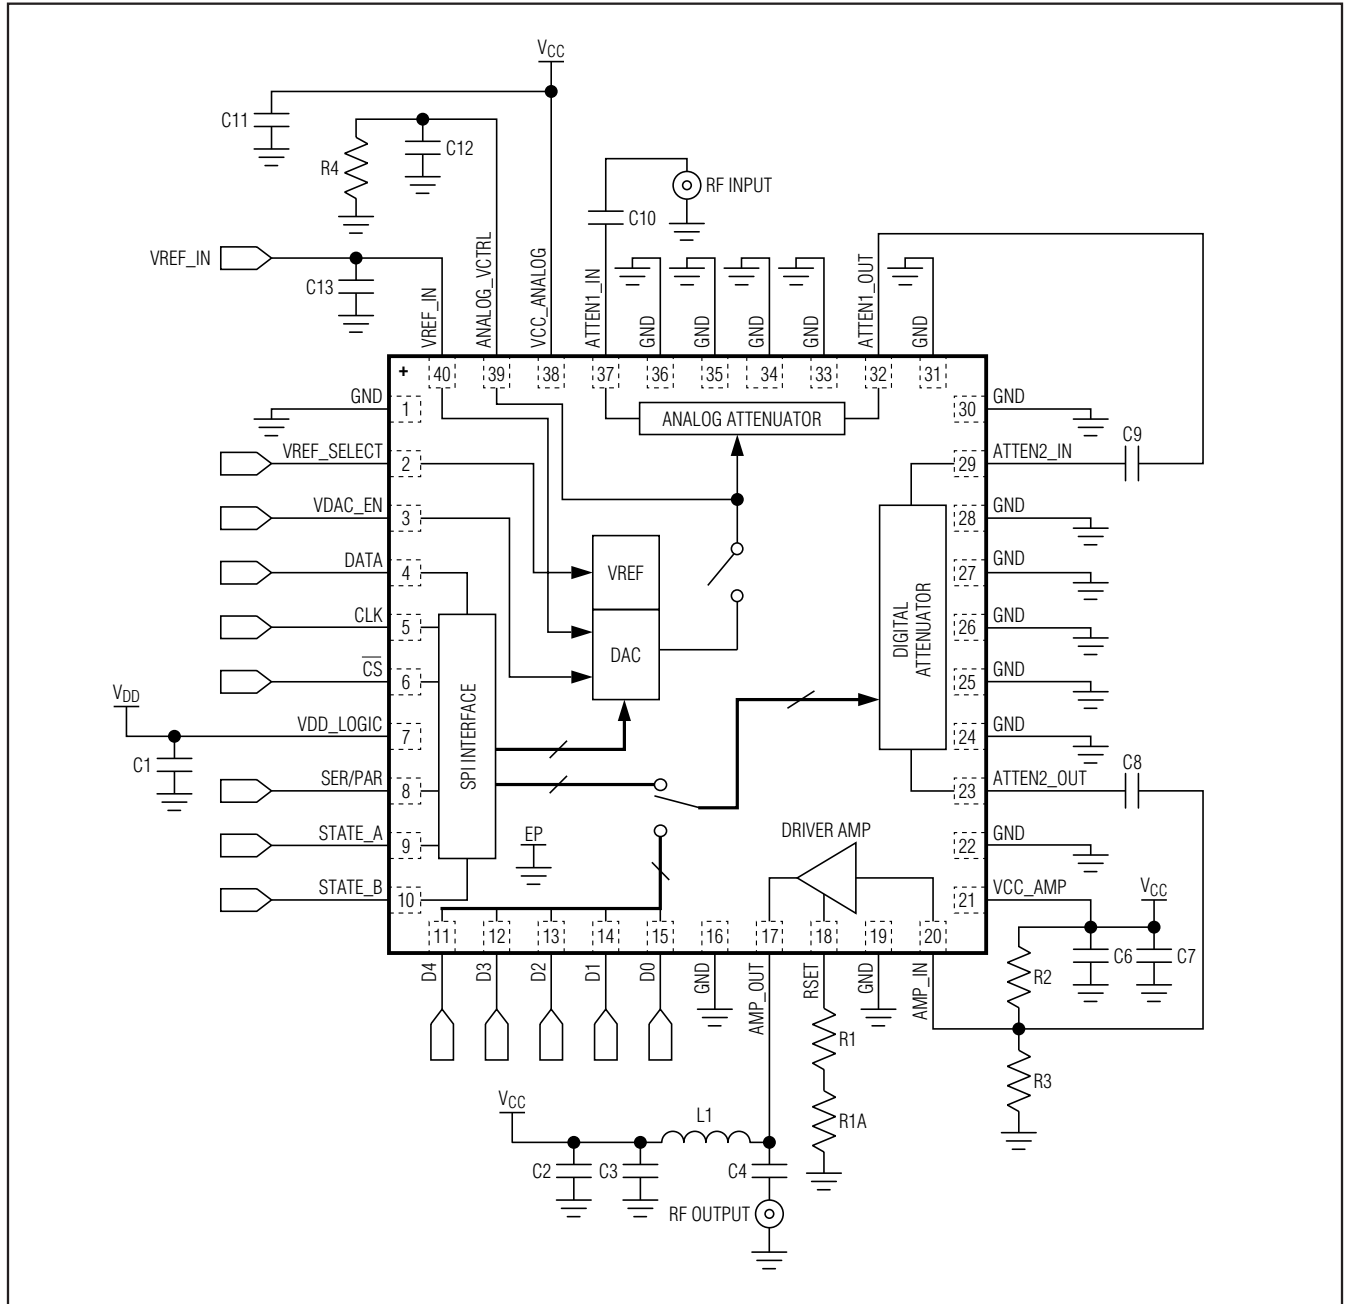 VCC
C11
C12
R4
RF INPUT
C10
VREF_IN
C13
VREF_IN
ANALOG_VCTRL
VCC_ANALOG
ATTEN1_IN
GND
GND
GND
GND
ATTEN1_OUT
GND
+
40
39
38
37
36
35
34
33
32
31
GND
1
ANALOG ATTENUATOR
30
GND
C9
VREF_SELECT
2
29
ATTEN2_IN
VDAC_EN
3
28
GND
DATA
4
VREF
27
GND
CLK
5
DIGITAL
ATTENUATOR
26
GND
CS
6
DAC
25
GND
VDD
VDD_LOGIC
7
SPI INTERFACE
24
GND
C1
C8
SER/PAR
8
23
ATTEN2_OUT
STATE_A
9
EP
DRIVER AMP
22
GND
STATE_B
10
21
VCC_AMP
VCC
11
12
13
14
15
16
17
18
19
20
C6
C7
D4
D3
D2
D1
D0
GND
AMP_OUT
RSET
GND
AMP_IN
R2
R1
R3
VCC
L1
R1A
C2
C3
C4
RF OUTPUT